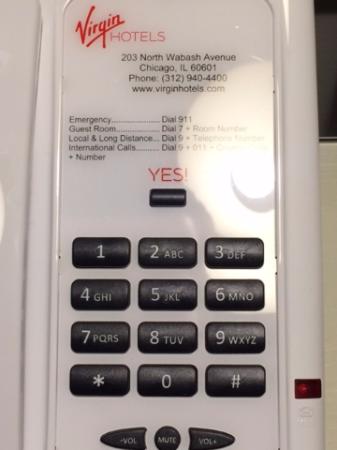 Virgin HOTELS
203 North Wabash Avenue
Chicago, IL 60601
Phone: (312) 940-4400
www.virginhotels.com
Emergency........................ Dial 911
Guest Room..................... Dial 7 + Room Number
Local & Long Distance... Dial 9 + Telephone Number
International Calls.......... Dial 9 + 011 +
+ Number
YES!
1 2 ABC 3 DEF
4 GHI 5 JKL 6 MNO
7 PQRS 8 TUV 9 WXYZ
* 0 #
-VOL MUTE VOL+